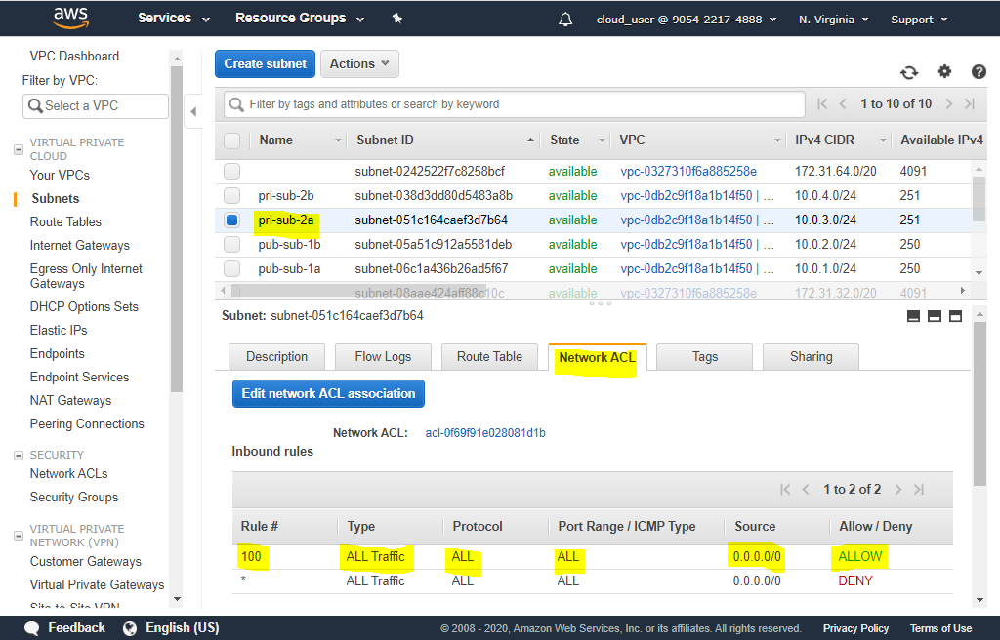 aws Services Resource Groups cloud_user @ 9054-2217-4888 N. Virginia Support
VPC Dashboard
Filter by VPC:
Select a VPC
VIRTUAL PRIVATE
CLOUD
Your VPCs
Subnets
Route Tables
Internet Gateways
Egress Only Internet
Gateways
DHCP Options Sets
Elastic IPs
Endpoints
Endpoint Services
NAT Gateways
Peering Connections
SECURITY
Network ACLs
Security Groups
VIRTUAL PRIVATE
NETWORK (VPN)
Customer Gateways
Virtual Private Gateways
Site-to-Site VPN
Create subnet Actions
Filter by tags and attributes or search by keyword 1 to 10 of 10
Name Subnet ID State VPC IPv4 CIDR Available IPv4
subnet-0242522f7c8258bcf available vpc-0327310f6a885258e 172.31.64.0/20 4091
pri-sub-2b subnet-038d3dd80d5483a8b available vpc-0db2c9f18a1b14f50 | ... 10.0.4.0/24 251
pri-sub-2a subnet-051c164caef3d7b64 available vpc-0db2c9f18a1b14f50 | ... 10.0.3.0/24 251
pub-sub-1b subnet-05a51c912a5581deb available vpc-0db2c9f18a1b14f50 | ... 10.0.2.0/24 250
pub-sub-1a subnet-06c1a436b26ad5f67 available vpc-0db2c9f18a1b14f50 | ... 10.0.1.0/24 250
subnet-08aae424aff88c10c available vpc-0327310f6a885258e 172.31.32.0/20 4091
Subnet: subnet-051c164caef3d7b64
Description Flow Logs Route Table Network ACL Tags Sharing
Edit network ACL association
Network ACL: acl-0f69f91e028081d1b
Inbound rules
1 to 2 of 2
Rule # Type Protocol Port Range / ICMP Type Source Allow / Deny
100 ALL Traffic ALL ALL 0.0.0.0/0 ALLOW
* ALL Traffic ALL ALL 0.0.0.0/0 DENY
Feedback English (US) © 2008 - 2020, Amazon Web Services, Inc. or its affiliates. All rights reserved. Privacy Policy Terms of Use